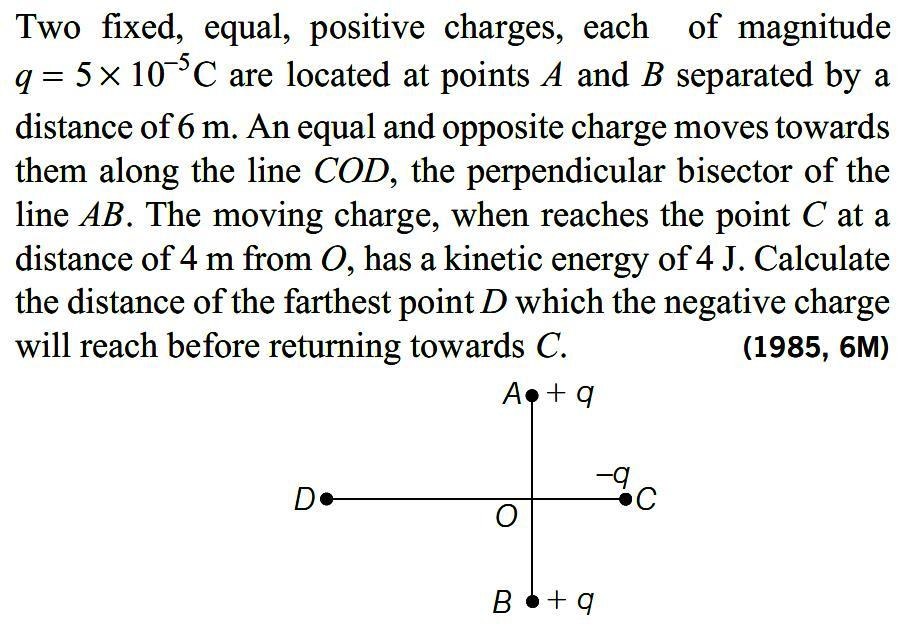 Two fixed, equal, positive charges, each of magnitude
q = 5 × 10⁻⁵ C are located at points A and B separated by a
distance of 6 m. An equal and opposite charge moves towards
them along the line COD, the perpendicular bisector of the
line AB. The moving charge, when reaches the point C at a
distance of 4 m from O, has a kinetic energy of 4 J. Calculate
the distance of the farthest point D which the negative charge
will reach before returning towards C. (1985, 6M)
A + q
–q
D O C
B + q